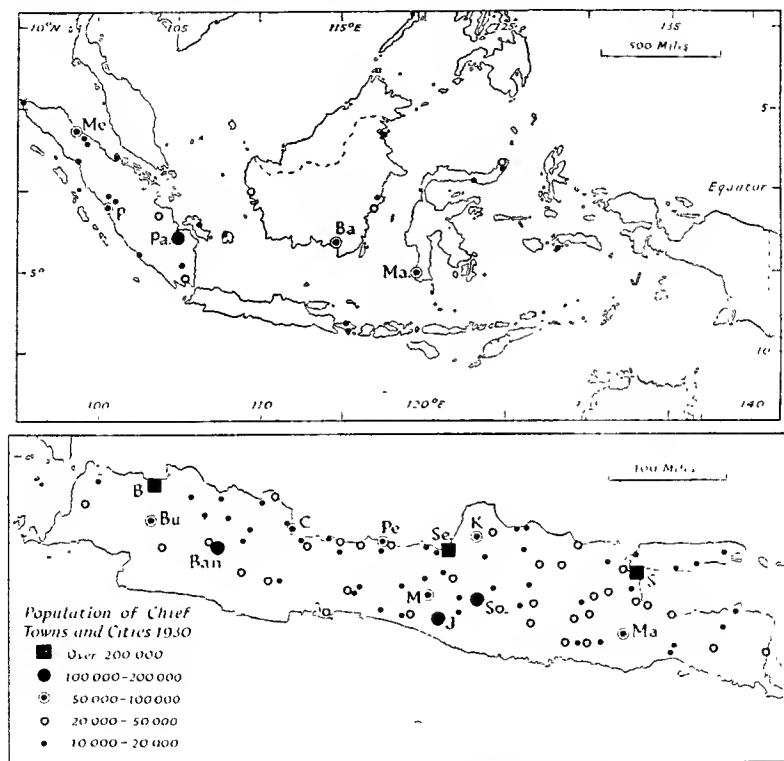 10°N
105
115°E
125°E
135
500 Miles
Me
5
P
Equator
Pa.
Ba
Ma.
5°
10
100
110
120°E
130
140
100 Miles
B
Bu
C
Pe
Se
K
Ban
S.
M
So.
J
Ma
Population of Chief
Towns and Cities 1930
Over 200 000
100 000-200 000
50 000-100 000
20 000-50 000
10 000-20 000